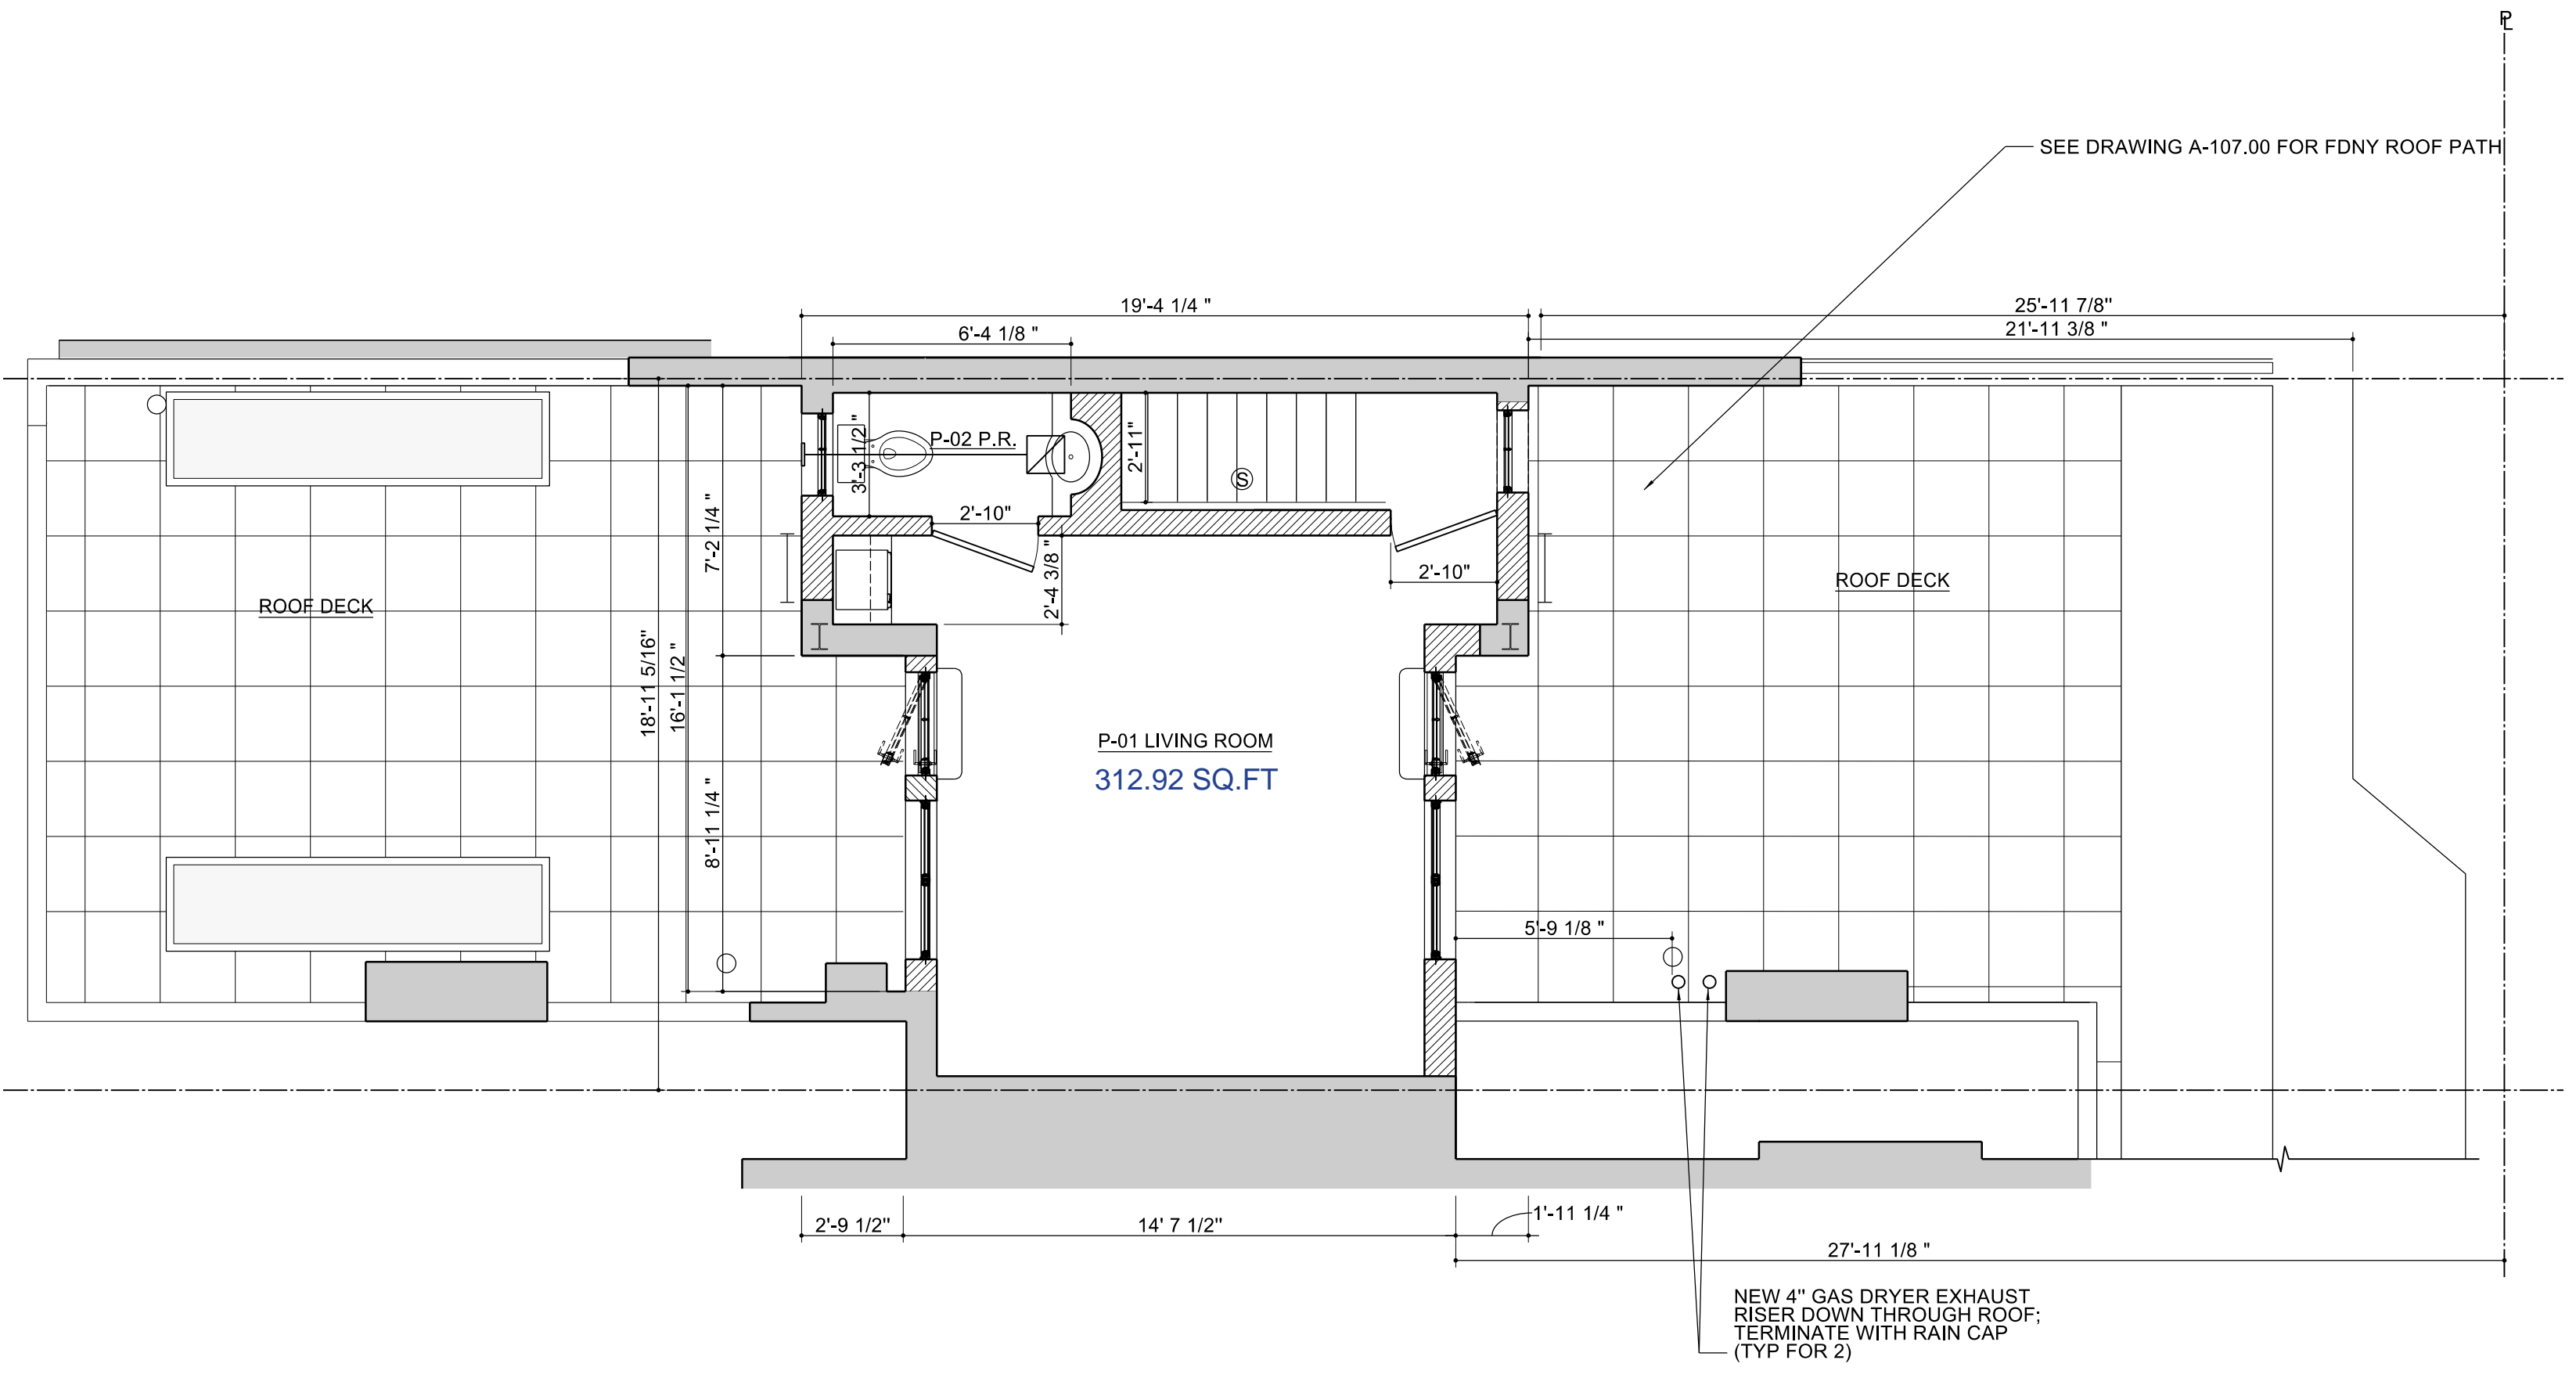 PL
SEE DRAWING A-107.00 FOR FDNY ROOF PATH
19'-4 1/4 "
25'-11 7/8"
6'-4 1/8 "
21'-11 3/8 "
3'-3 1/2 "
P-02 P.R.
2'-11"
S
2'-10"
7'-2 1/4 "
2'-4 3/8 "
2'-10"
ROOF DECK
ROOF DECK
18'-11 5/16"
16'-1 1/2 "
P-01 LIVING ROOM
312.92 SQ.FT
8'-11 1/4 "
5'-9 1/8 "
2'-9 1/2"
14' 7 1/2"
1'-11 1/4 "
27'-11 1/8 "
NEW 4" GAS DRYER EXHAUST
RISER DOWN THROUGH ROOF;
TERMINATE WITH RAIN CAP
(TYP FOR 2)